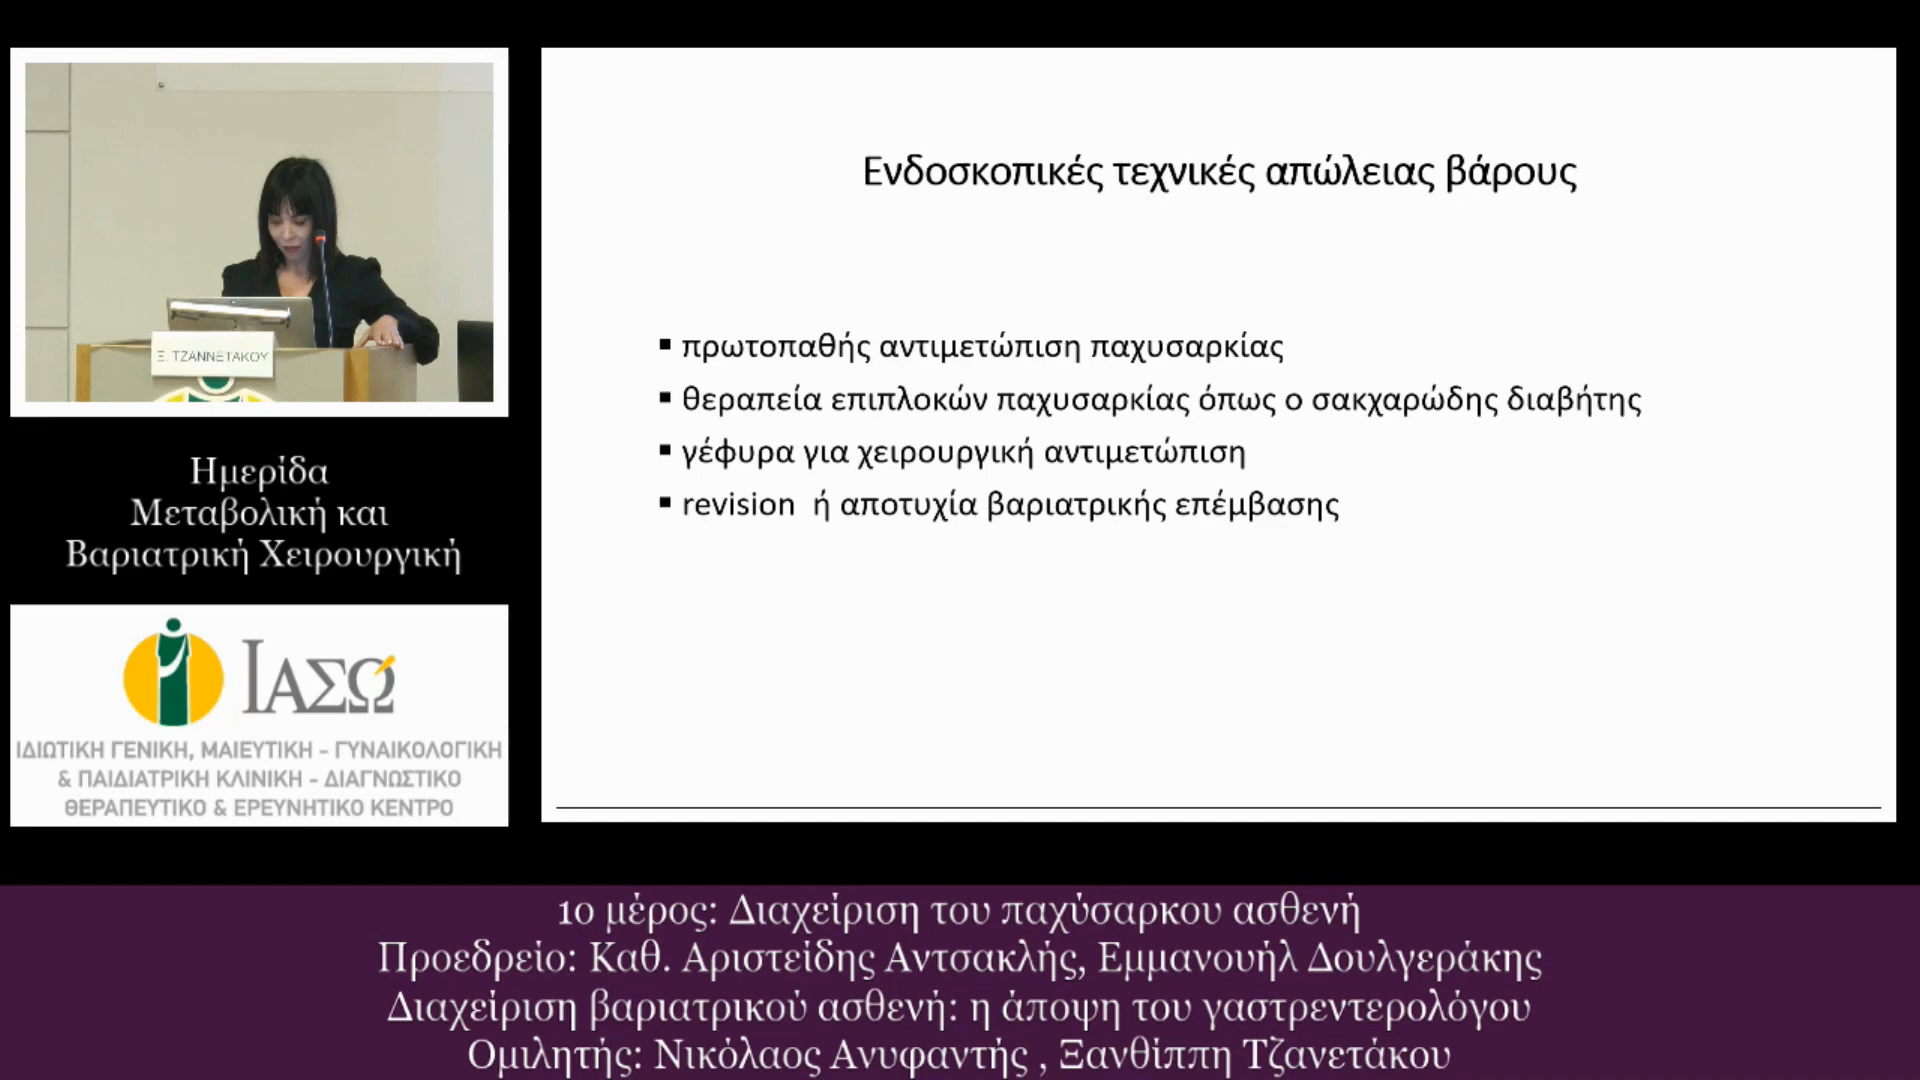 Ξ. ΤΖΑΝΝΕΤΑΚΟΥ
Ημερίδα
Μεταβολική και
Βαριατρική Χειρουργική
ΙΑΣΩ
ΙΔΙΩΤΙΚΗ ΓΕΝΙΚΗ, ΜΑΙΕΥΤΙΚΗ - ΓΥΝΑΙΚΟΛΟΓΙΚΗ
& ΠΑΙΔΙΑΤΡΙΚΗ ΚΛΙΝΙΚΗ - ΔΙΑΓΝΩΣΤΙΚΟ
ΘΕΡΑΠΕΥΤΙΚΟ & ΕΡΕΥΝΗΤΙΚΟ ΚΕΝΤΡΟ
Ενδοσκοπικές τεχνικές απώλειας βάρους
▪ πρωτοπαθής αντιμετώπιση παχυσαρκίας
▪ θεραπεία επιπλοκών παχυσαρκίας όπως ο σακχαρώδης διαβήτης
▪ γέφυρα για χειρουργική αντιμετώπιση
▪ revision ή αποτυχία βαριατρικής επέμβασης
1ο μέρος: Διαχείριση του παχύσαρκου ασθενή
Προεδρείο: Καθ. Αριστείδης Αντσακλής, Εμμανουήλ Δουλγεράκης
Διαχείριση βαριατρικού ασθενή: η άποψη του γαστρεντερολόγου
Ομιλητής: Νικόλαος Ανυφαντής , Ξανθίππη Τζανετάκου